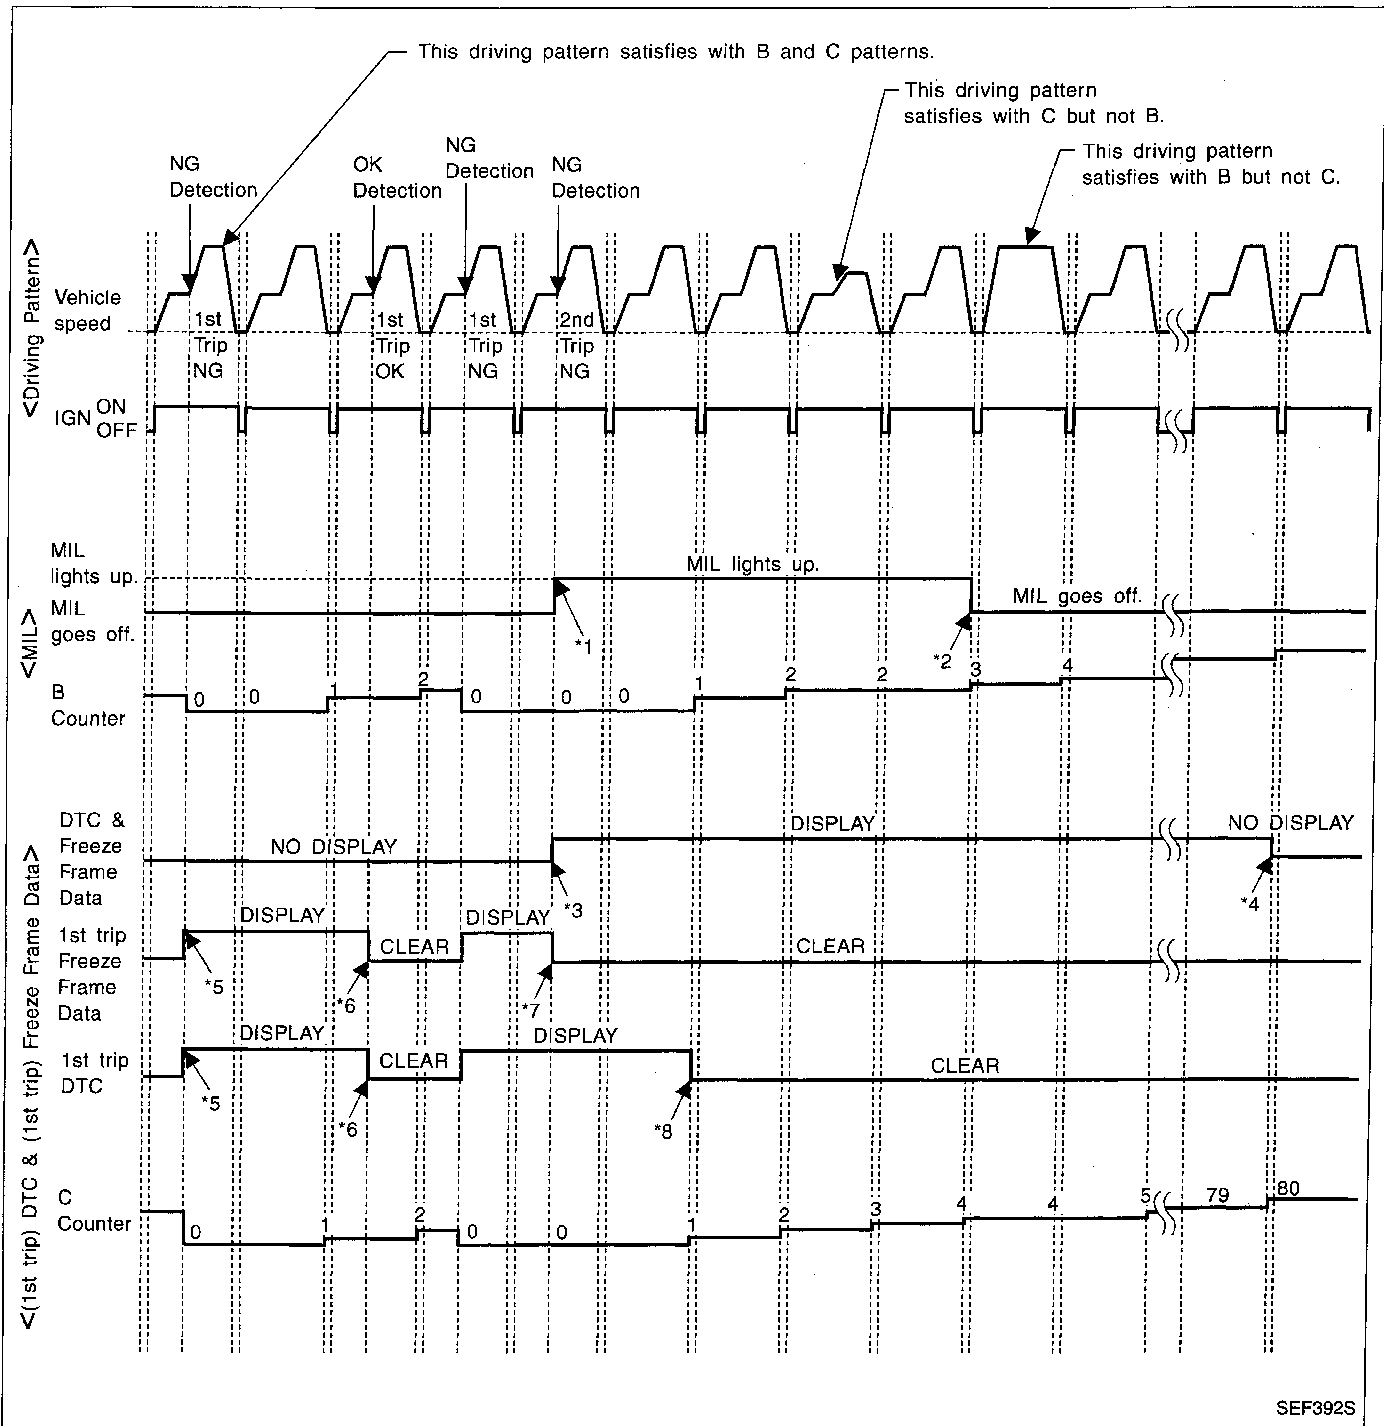 This driving pattern satisfies with B and C patterns.
This driving pattern
satisfies with C but not B.
This driving pattern
satisfies with B but not C.
NG
Detection
OK
Detection
NG
Detection
NG
Detection
<Driving Pattern>
Vehicle
speed
1st
Trip
NG
1st
Trip
OK
1st
Trip
NG
2nd
Trip
NG
IGN ON
OFF
<MIL>
MIL
lights up.
MIL lights up.
MIL
goes off.
MIL goes off.
*1
*2
B
Counter
0 0 1 2 0 0 0 1 2 2 3 4
<(1st trip) DTC & (1st trip) Freeze Frame Data>
DTC &
Freeze
Frame
Data
NO DISPLAY
DISPLAY
NO DISPLAY
*3
*4
1st trip
Freeze
Frame
Data
DISPLAY
CLEAR
DISPLAY
CLEAR
*5
*6
*7
1st trip
DTC
DISPLAY
CLEAR
DISPLAY
CLEAR
*5
*6
*8
C
Counter
0 1 2 0 0 1 2 3 4 4 5 79 80
SEF392S